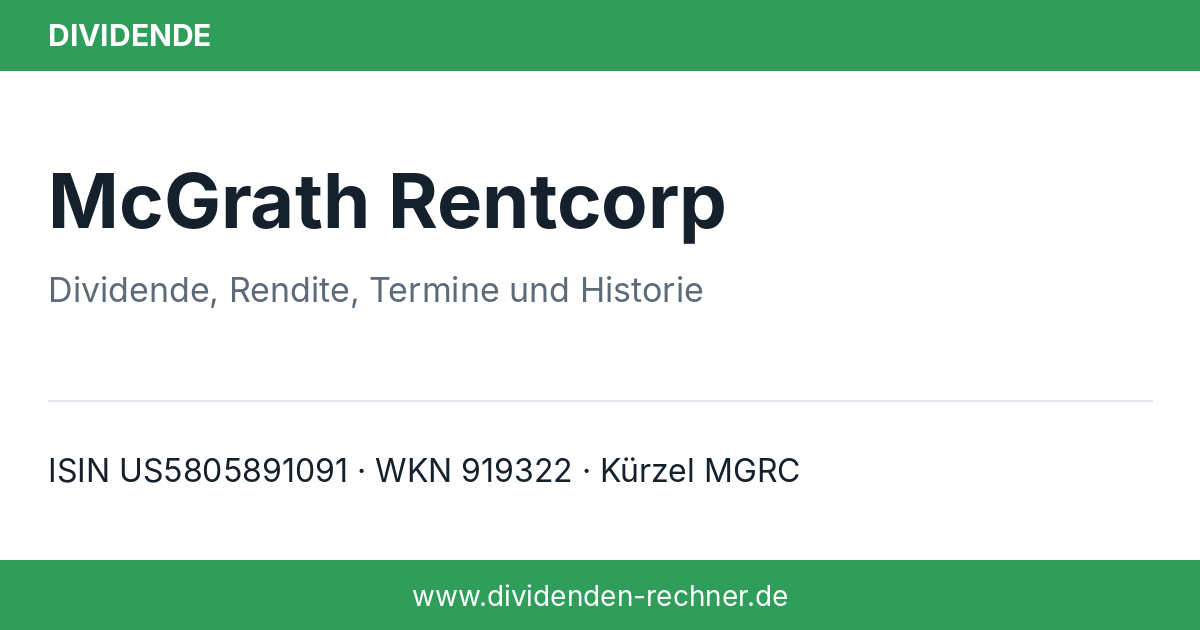 DIVIDENDE
McGrath Rentcorp
Dividende, Rendite, Termine und Historie
ISIN US5805891091 · WKN 919322 · Kürzel MGRC
www.dividenden-rechner.de